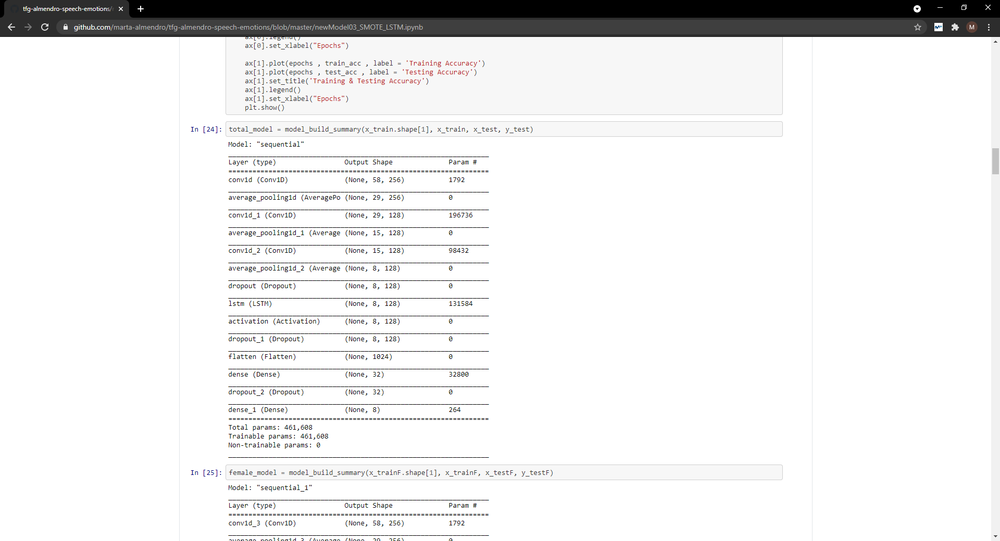 tfg-almendro-speech-emotions/
github.com/marta-almendro/tfg-almendro-speech-emotions/blob/master/newModel03_SMOTE_LSTM.ipynb
M
ax[0].legend()
ax[0].set_xlabel("Epochs")
ax[1].plot(epochs , train_acc , label = 'Training Accuracy')
ax[1].plot(epochs , test_acc , label = 'Testing Accuracy')
ax[1].set_title('Training & Testing Accuracy')
ax[1].legend()
ax[1].set_xlabel("Epochs")
plt.show()
In [24]: total_model = model_build_summary(x_train.shape[1], x_train, x_test, y_test)
Model: "sequential"
_________________________________________________________________
Layer (type) Output Shape Param #
=================================================================
conv1d (Conv1D) (None, 58, 256) 1792
_________________________________________________________________
average_pooling1d (AveragePo (None, 29, 256) 0
_________________________________________________________________
conv1d_1 (Conv1D) (None, 29, 128) 196736
_________________________________________________________________
average_pooling1d_1 (Average (None, 15, 128) 0
_________________________________________________________________
conv1d_2 (Conv1D) (None, 15, 128) 98432
_________________________________________________________________
average_pooling1d_2 (Average (None, 8, 128) 0
_________________________________________________________________
dropout (Dropout) (None, 8, 128) 0
_________________________________________________________________
lstm (LSTM) (None, 8, 128) 131584
_________________________________________________________________
activation (Activation) (None, 8, 128) 0
_________________________________________________________________
dropout_1 (Dropout) (None, 8, 128) 0
_________________________________________________________________
flatten (Flatten) (None, 1024) 0
_________________________________________________________________
dense (Dense) (None, 32) 32800
_________________________________________________________________
dropout_2 (Dropout) (None, 32) 0
_________________________________________________________________
dense_1 (Dense) (None, 8) 264
=================================================================
Total params: 461,608
Trainable params: 461,608
Non-trainable params: 0
_________________________________________________________________
In [25]: female_model = model_build_summary(x_trainF.shape[1], x_trainF, x_testF, y_testF)
Model: "sequential_1"
_________________________________________________________________
Layer (type) Output Shape Param #
=================================================================
conv1d_3 (Conv1D) (None, 58, 256) 1792
_________________________________________________________________
average_pooling1d_3 (Average (None, 29, 256) 0